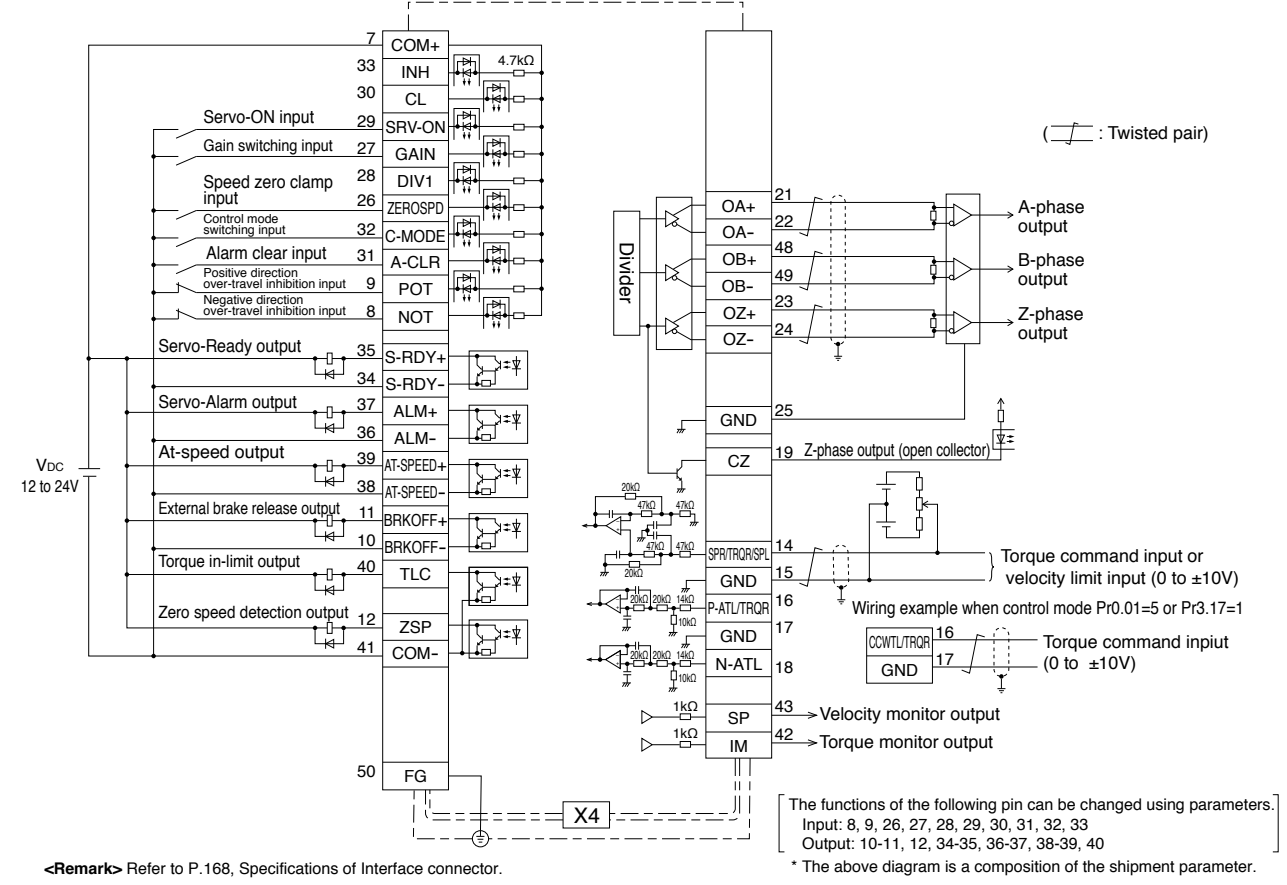 7 COM+
33 INH 4.7kΩ
30 CL
Servo-ON input 29 SRV-ON
Gain switching input 27 GAIN
28 DIV1
Speed zero clamp
input 26 ZEROSPD
Control mode
switching input 32 C-MODE
Alarm clear input 31 A-CLR
Positive direction
over-travel inhibition input 9 POT
Negative direction
over-travel inhibition input 8 NOT
Servo-Ready output 35 S-RDY+
34 S-RDY-
Servo-Alarm output 37 ALM+
36 ALM-
At-speed output 39 AT-SPEED+
38 AT-SPEED-
VDC
12 to 24V
External brake release output 11 BRKOFF+
10 BRKOFF-
Torque in-limit output 40 TLC
Zero speed detection output 12 ZSP
41 COM-
50 FG
X4
( : Twisted pair)
Divider
OA+ 21
OA- 22
A-phase
output
OB+ 48
OB- 49
B-phase
output
OZ+ 23
OZ- 24
Z-phase
output
GND 25
CZ 19 Z-phase output (open collector)
20kΩ
47kΩ 47kΩ
47kΩ 47kΩ
20kΩ
SPR/TRQR/SPL 14
GND 15
Torque command input or
velocity limit input (0 to ±10V)
20kΩ 20kΩ 14kΩ
10kΩ
P-ATL/TRQR 16
GND 17
20kΩ 20kΩ 14kΩ
10kΩ
N-ATL 18
Wiring example when control mode Pr0.01=5 or Pr3.17=1
CCWTL/TRQR 16
GND 17
Torque command inpiut
(0 to ±10V)
1kΩ SP 43 Velocity monitor output
1kΩ IM 42 Torque monitor output
The functions of the following pin can be changed using parameters.
Input: 8, 9, 26, 27, 28, 29, 30, 31, 32, 33
Output: 10-11, 12, 34-35, 36-37, 38-39, 40
* The above diagram is a composition of the shipment parameter.
<Remark> Refer to P.168, Specifications of Interface connector.